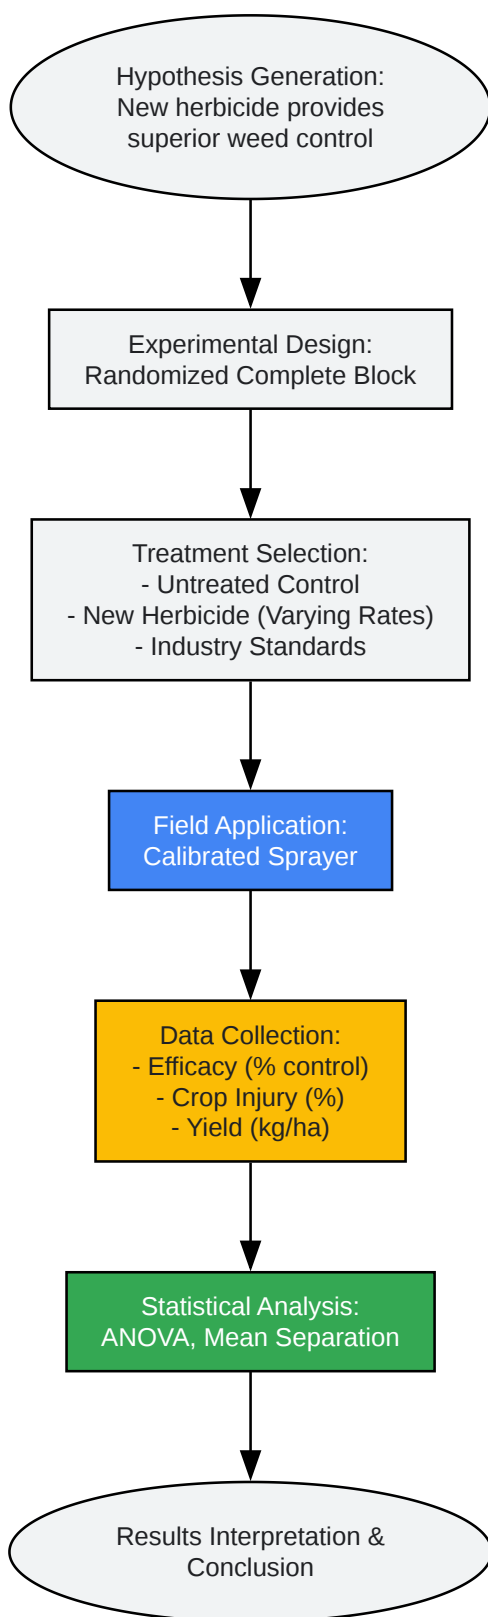 Hypothesis Generation:
New herbicide provides
superior weed control
Experimental Design:
Randomized Complete Block
Treatment Selection:
- Untreated Control
- New Herbicide (Varying Rates)
- Industry Standards
Field Application:
Calibrated Sprayer
Data Collection:
- Efficacy (% control)
- Crop Injury (%)
- Yield (kg/ha)
Statistical Analysis:
ANOVA, Mean Separation
Results Interpretation &
Conclusion